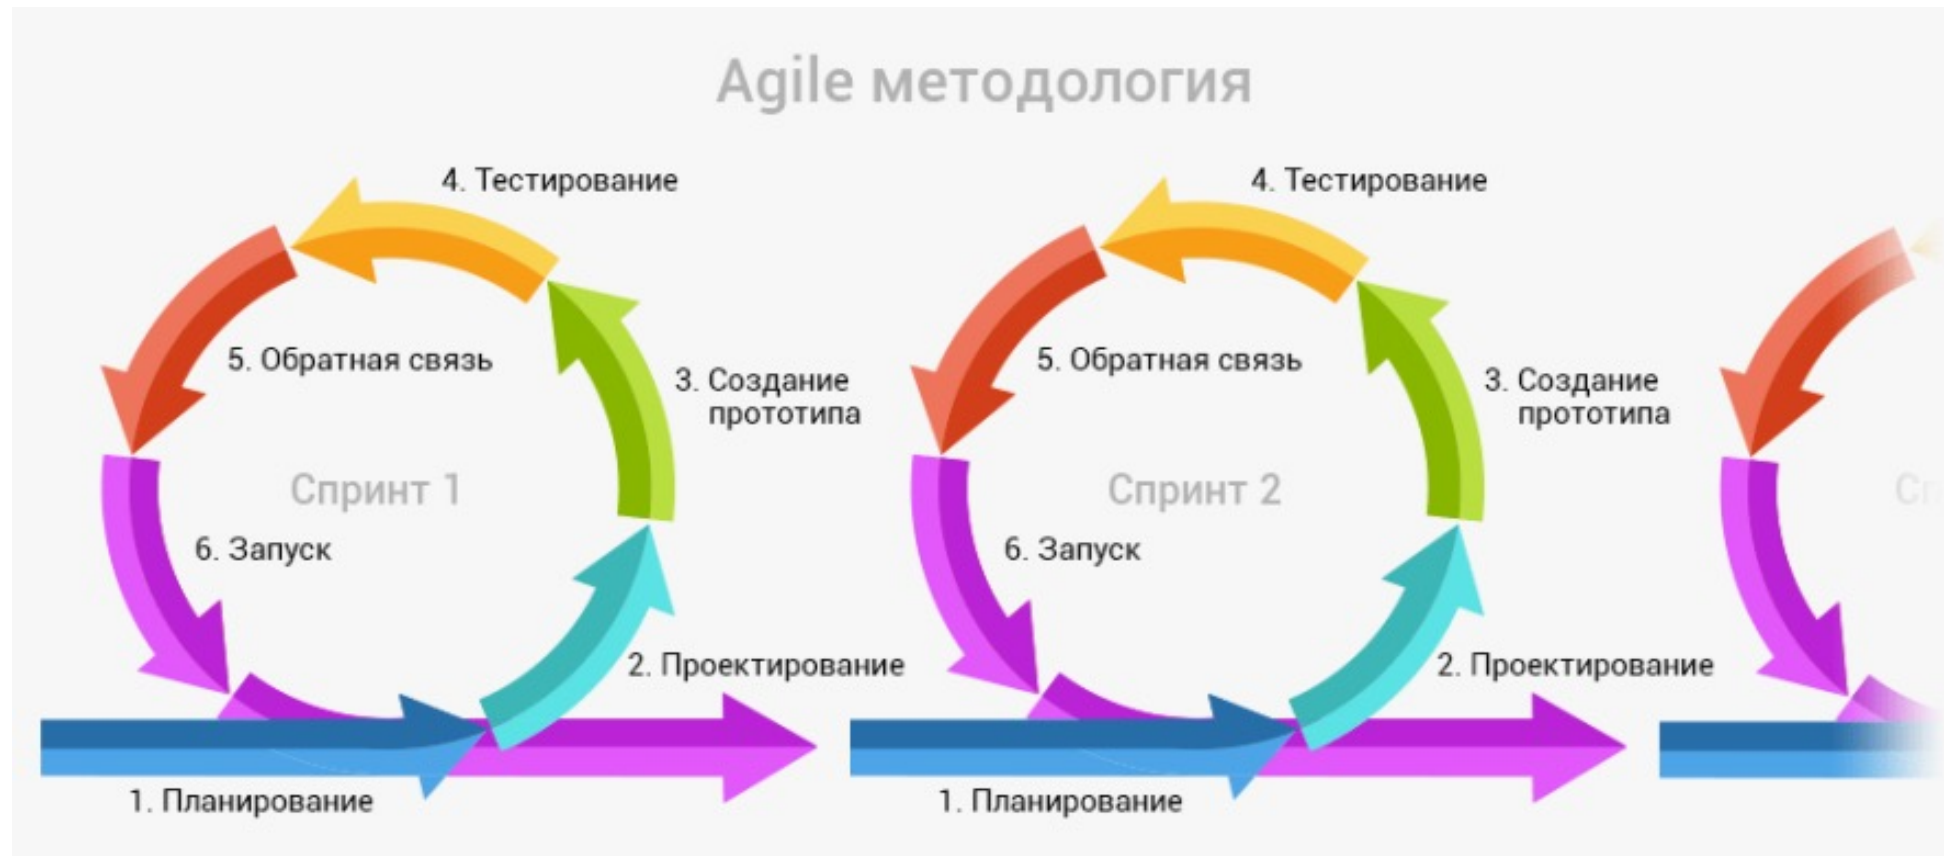 Agile методология
4. Тестирование
5. Обратная связь
3. Создание
прототипа
Спринт 1
6. Запуск
2. Проектирование
1. Планирование
4. Тестирование
5. Обратная связь
3. Создание
прототипа
Спринт 2
6. Запуск
2. Проектирование
1. Планирование